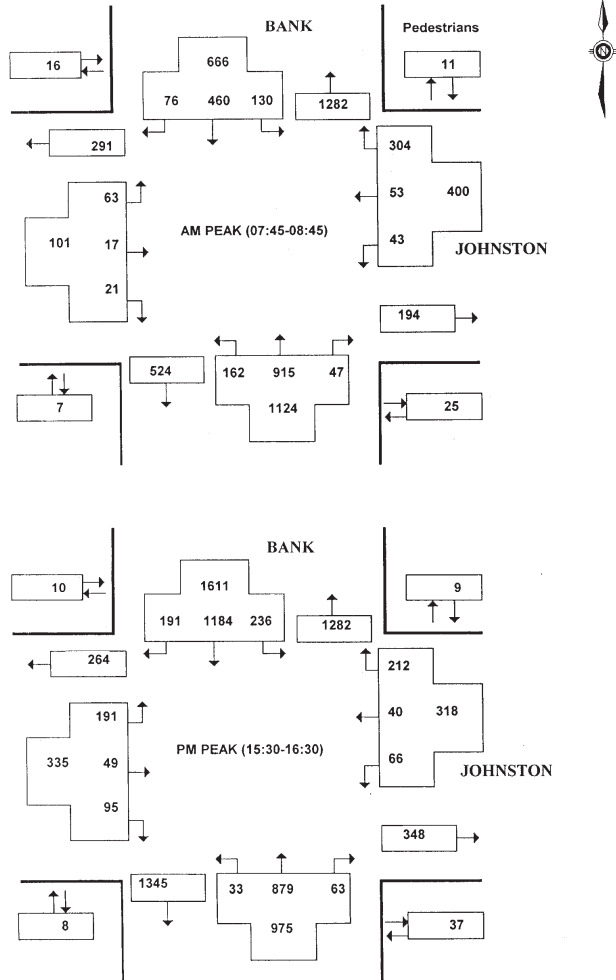 BANK
Pedestrians
N
16
666
11
76 460 130
1282
291
304
63
53 400
AM PEAK (07:45-08:45)
101 17
43
JOHNSTON
21
194
524
162 915 47
7
1124
25
BANK
10
1611
9
191 1184 236
1282
264
212
191
40 318
PM PEAK (15:30-16:30)
335 49
66
JOHNSTON
95
348
1345
33 879 63
8
975
37